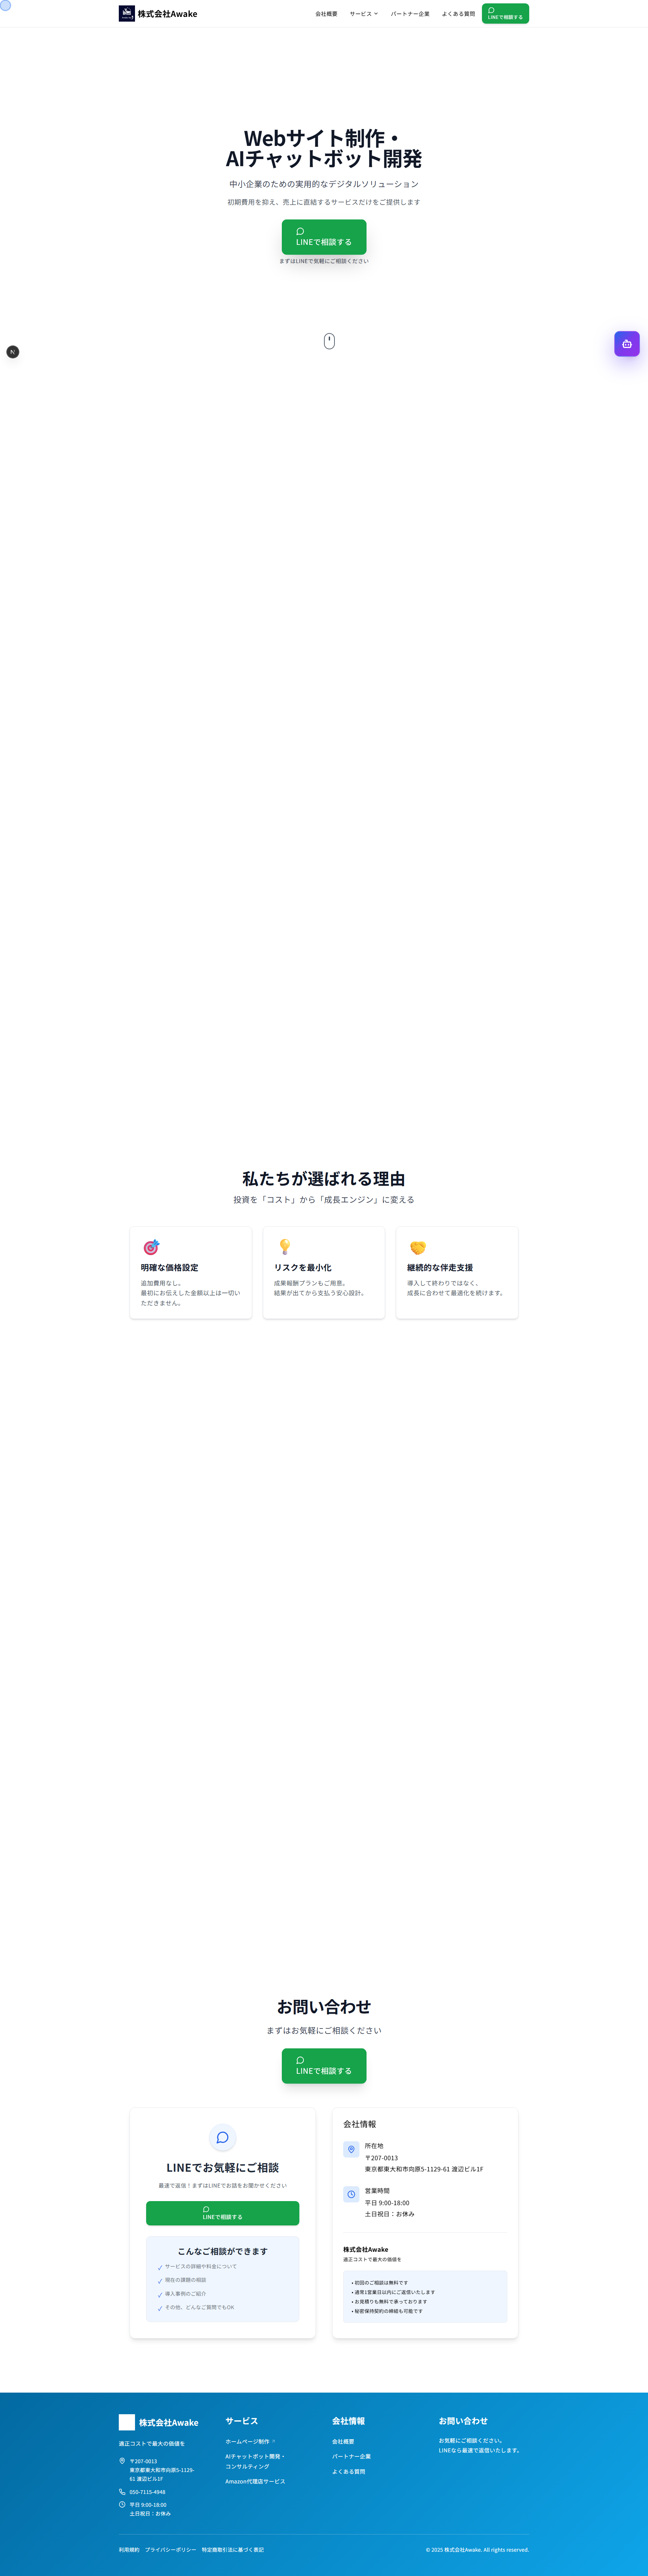 株式会社Awake
会社概要
サービス
パートナー企業
よくある質問
LINEで相談する
Webサイト制作・
AIチャットボット開発
中小企業のための実用的なデジタルソリューション
初期費用を抑え、売上に直結するサービスだけをご提供します
LINEで相談する
まずはLINEで気軽にご相談ください
N
私たちが選ばれる理由
投資を「コスト」から「成長エンジン」に変える
明確な価格設定
追加費用なし。
最初にお伝えした金額以上は一切い
ただきません。
リスクを最小化
成果報酬プランもご用意。
結果が出てから支払う安心設計。
継続的な伴走支援
導入して終わりではなく、
成長に合わせて最適化を続けます。
お問い合わせ
まずはお気軽にご相談ください
LINEで相談する
LINEでお気軽にご相談
最速で返信！まずはLINEでお話をお聞かせください
LINEで相談する
こんなご相談ができます
✓ サービスの詳細や料金について
✓ 現在の課題の相談
✓ 導入事例のご紹介
✓ その他、どんなご質問でもOK
会社情報
所在地
〒207-0013
東京都東大和市向原5-1129-61 渡辺ビル1F
営業時間
平日 9:00-18:00
土日祝日：お休み
株式会社Awake
適正コストで最大の価値を
• 初回のご相談は無料です
• 通常1営業日以内にご返信いたします
• お見積りも無料で承っております
• 秘密保持契約の締結も可能です
株式会社Awake
適正コストで最大の価値を
〒207-0013
東京都東大和市向原5-1129-
61 渡辺ビル1F
050-7115-4948
平日 9:00-18:00
土日祝日：お休み
サービス
ホームページ制作
AIチャットボット開発・
コンサルティング
Amazon代理店サービス
会社情報
会社概要
パートナー企業
よくある質問
お問い合わせ
お気軽にご相談ください。
LINEなら最速で返信いたします。
利用規約
プライバシーポリシー
特定商取引法に基づく表記
© 2025 株式会社Awake. All rights reserved.